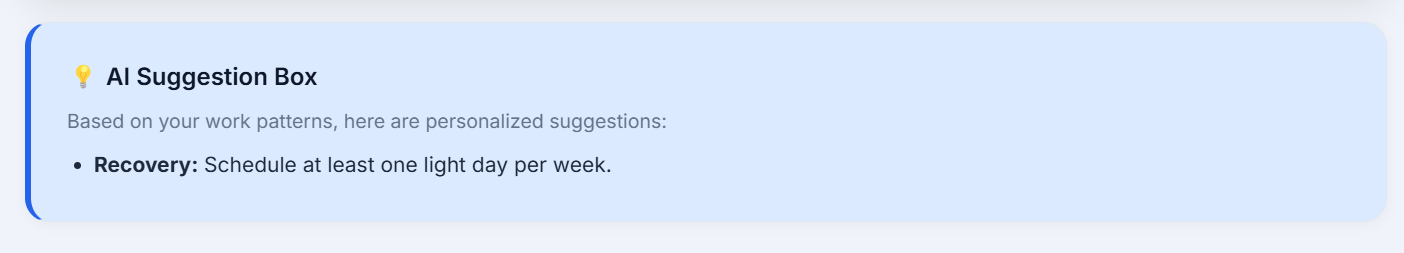 💡 AI Suggestion Box
Based on your work patterns, here are personalized suggestions:
• Recovery: Schedule at least one light day per week.